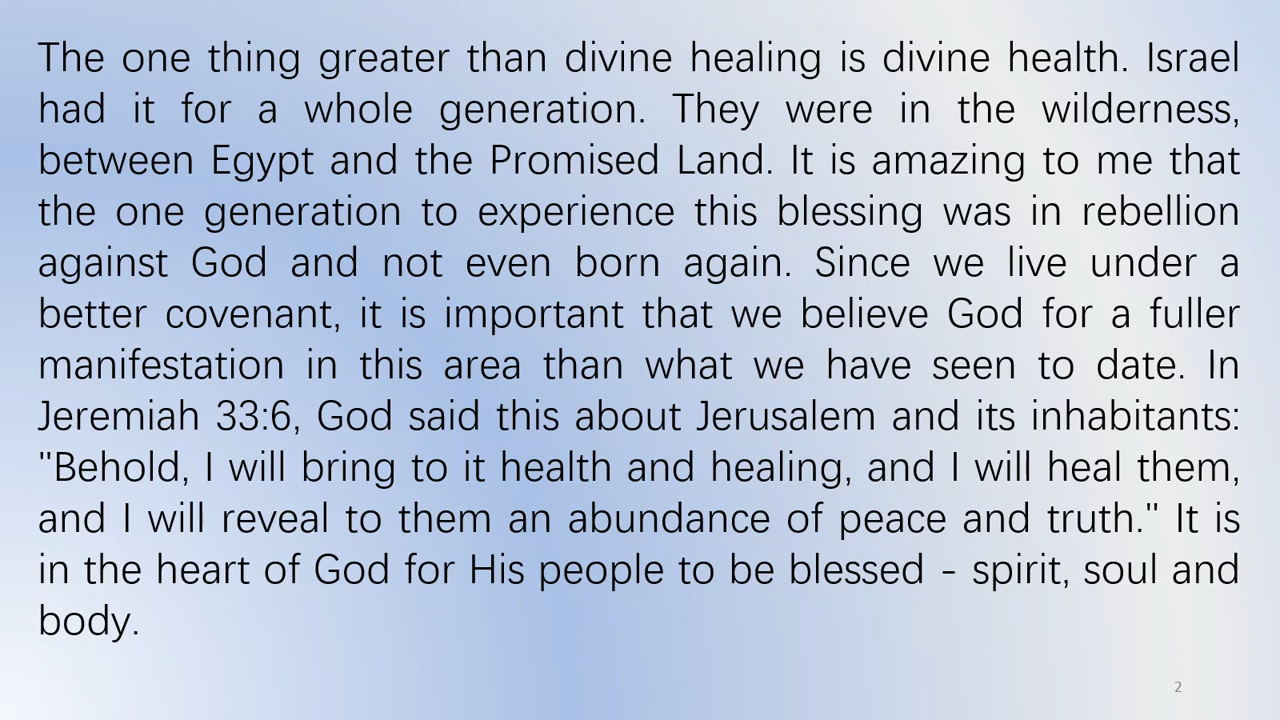 The one thing greater than divine healing is divine health. Israel
had it for a whole generation. They were in the wilderness,
between Egypt and the Promised Land. It is amazing to me that
the one generation to experience this blessing was in rebellion
against God and not even born again. Since we live under a
better covenant, it is important that we believe God for a fuller
manifestation in this area than what we have seen to date. In
Jeremiah 33:6, God said this about Jerusalem and its inhabitants:
"Behold, I will bring to it health and healing, and I will heal them,
and I will reveal to them an abundance of peace and truth." It is
in the heart of God for His people to be blessed - spirit, soul and
body.
2